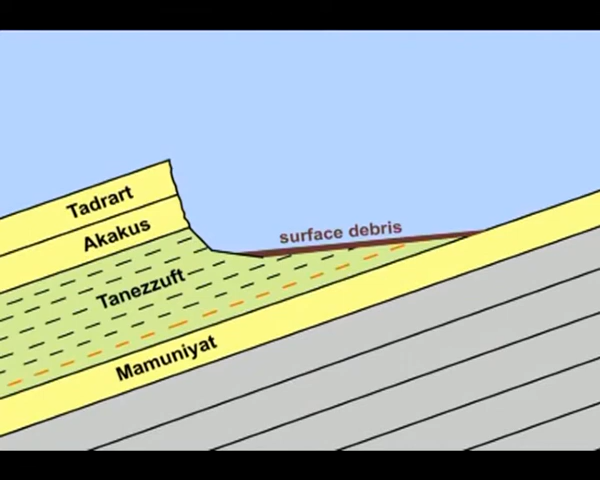 Tadrart
Akakus
surface debris
Tanezzuft
Mamuniyat